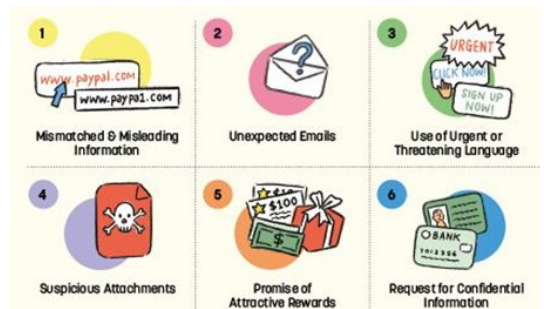 1
www.paypal.com
www.paypa1.com
Mismatched & Misleading
Information
2
?
Unexpected Emails
3
URGENT
CLICK NOW!
SIGN UP
NOW!
Use of Urgent or
Threatening Language
4
Suspicious Attachments
5
$100
$
Promise of
Attractive Rewards
6
BANK
Request for Confidential
Information